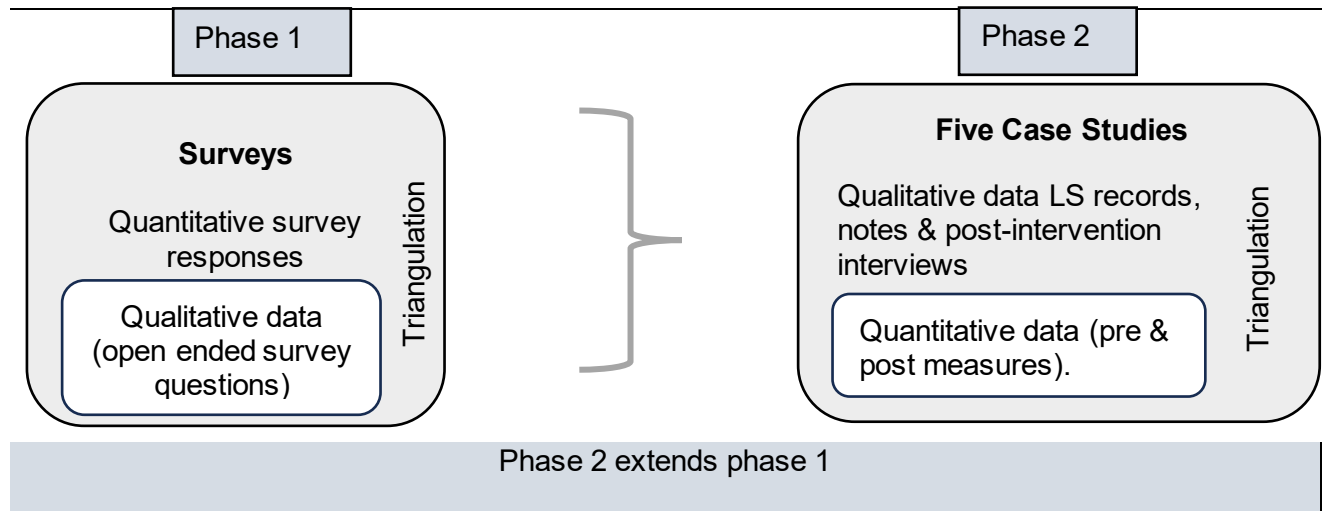 Phase 1
Surveys
Quantitative survey
responses
Qualitative data
(open ended survey
questions)
Triangulation
Phase 2
Five Case Studies
Qualitative data LS records,
notes & post-intervention
interviews
Quantitative data (pre &
post measures).
Triangulation
Phase 2 extends phase 1